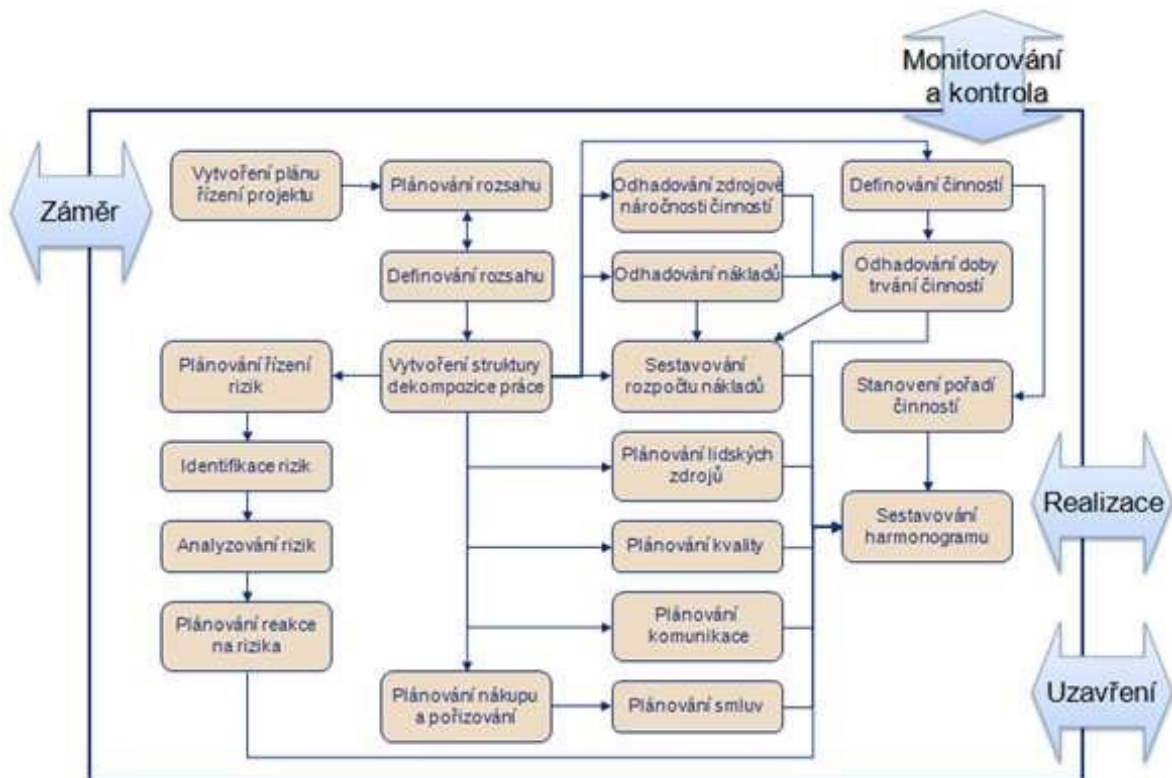 Monitorování
a kontrola
Záměr
Vytvoření plánu
řízení projektu
Plánování rozsahu
Odhadování zdrojové
náročnosti činností
Definování činností
Definování rozsahu
Odhadování nákladů
Odhadování doby
trvání činností
Plánování řízení
rizik
Vytvoření struktury
dekompozice práce
Sestavování
rozpočtu nákladů
Stanovení pořadí
činností
Identifikace rizik
Plánování lidských
zdrojů
Realizace
Sestavování
harmonogramu
Analyzování rizik
Plánování kvality
Plánování reakce
na rizika
Plánování
komunikace
Plánování nákupu
a pořizování
Plánování smluv
Uzavření